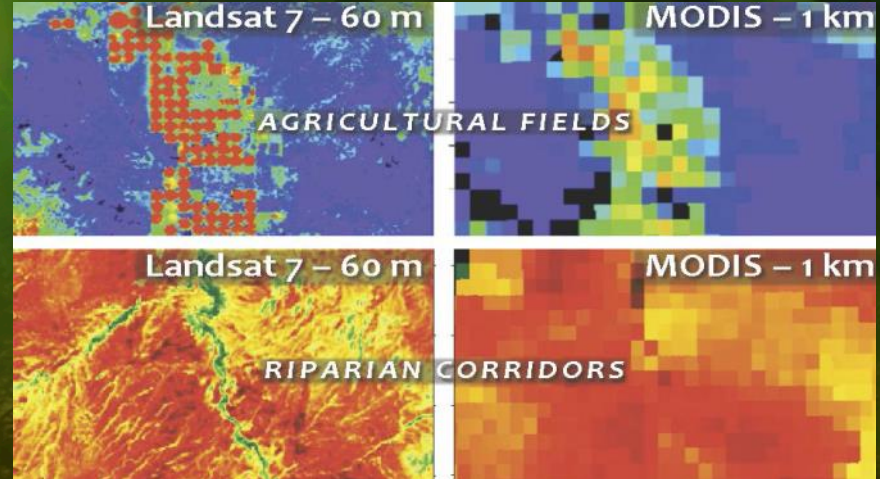 Landsat 7 – 60 m
MODIS – 1 km
AGRICULTURAL FIELDS
Landsat 7 – 60 m
MODIS – 1 km
RIPARIAN CORRIDORS